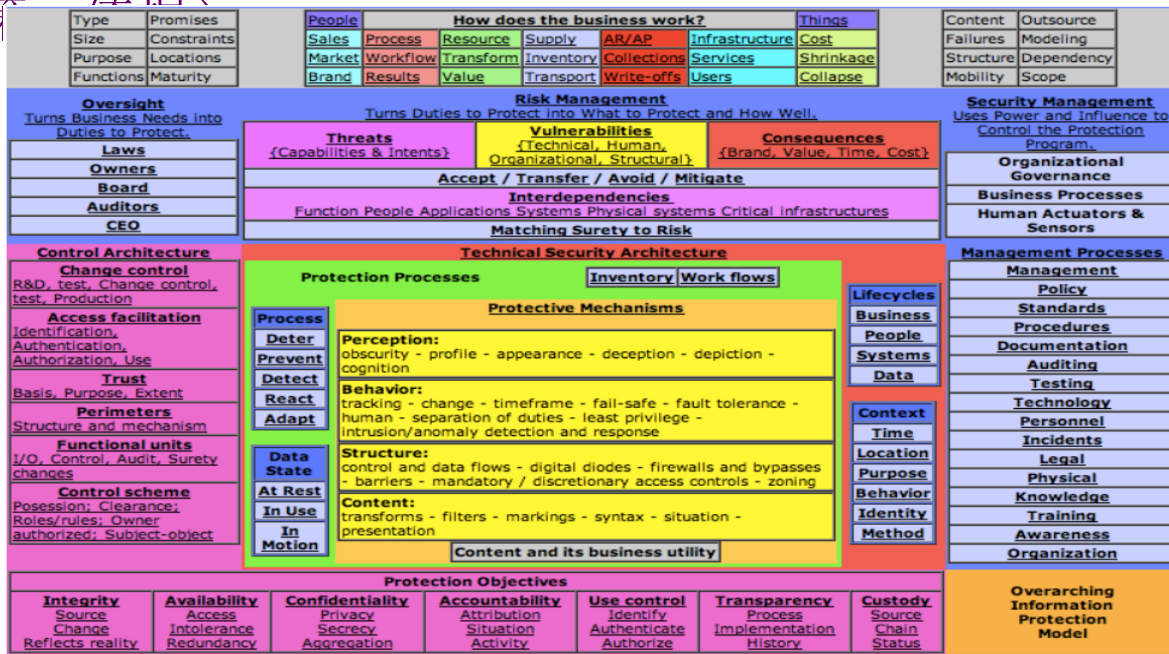 Type Promises
Size Constraints
Purpose Locations
Functions Maturity
People How does the business work? Things
Sales Process Resource Supply AR/AP Infrastructure Cost
Market Workflow Transform Inventory Collections Services Shrinkage
Brand Results Value Transport Write-offs Users Collapse
Content Outsource
Failures Modeling
Structure Dependency
Mobility Scope
Oversight
Turns Business Needs into
Duties to Protect.
Laws
Owners
Board
Auditors
CEO
Risk Management
Turns Duties to Protect into What to Protect and How Well.
Threats
{Capabilities & Intents}
Vulnerabilities
{Technical, Human,
Organizational, Structural}
Consequences
{Brand, Value, Time, Cost}
Accept / Transfer / Avoid / Mitigate
Interdependencies
Function People Applications Systems Physical systems Critical infrastructures
Matching Surety to Risk
Security Management
Uses Power and Influence to
Control the Protection
Program.
Organizational
Governance
Business Processes
Human Actuators &
Sensors
Control Architecture
Change control
R&D, test, Change control,
test, Production
Access facilitation
Identification,
Authentication,
Authorization, Use
Trust
Basis, Purpose, Extent
Perimeters
Structure and mechanism
Functional units
I/O, Control, Audit, Surety
changes
Control scheme
Posession; Clearance;
Roles/rules; Owner
authorized; Subject-object
Technical Security Architecture
Protection Processes Inventory Work flows
Process
Deter
Prevent
Detect
React
Adapt
Data
State
At Rest
In Use
In
Motion
Protective Mechanisms
Perception:
obscurity - profile - appearance - deception - depiction -
cognition
Behavior:
tracking - change - timeframe - fail-safe - fault tolerance -
human - separation of duties - least privilege -
intrusion/anomaly detection and response
Structure:
control and data flows - digital diodes - firewalls and bypasses
- barriers - mandatory / discretionary access controls - zoning
Content:
transforms - filters - markings - syntax - situation -
presentation
Content and its business utility
Lifecycles
Business
People
Systems
Data
Context
Time
Location
Purpose
Behavior
Identity
Method
Management Processes
Management
Policy
Standards
Procedures
Documentation
Auditing
Testing
Technology
Personnel
Incidents
Legal
Physical
Knowledge
Training
Awareness
Organization
Protection Objectives
Integrity
Source
Change
Reflects reality
Availability
Access
Intolerance
Redundancy
Confidentiality
Privacy
Secrecy
Aggregation
Accountability
Attribution
Situation
Activity
Use control
Identify
Authenticate
Authorize
Transparency
Process
Implementation
History
Custody
Source
Chain
Status
Overarching
Information
Protection
Model